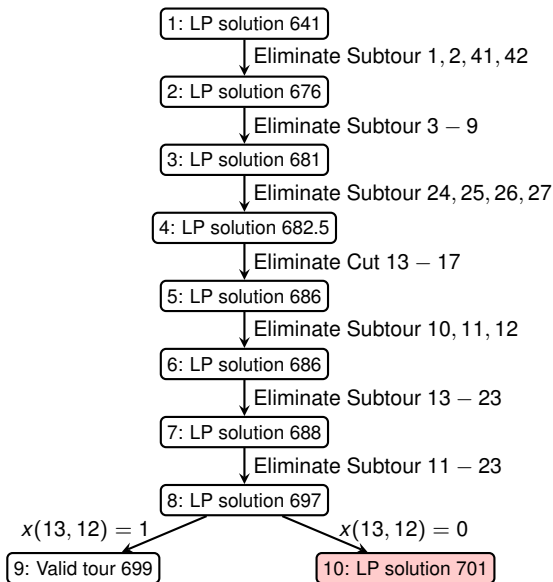 1: LP solution 641
Eliminate Subtour 1, 2, 41, 42
2: LP solution 676
Eliminate Subtour 3 − 9
3: LP solution 681
Eliminate Subtour 24, 25, 26, 27
4: LP solution 682.5
Eliminate Cut 13 − 17
5: LP solution 686
Eliminate Subtour 10, 11, 12
6: LP solution 686
Eliminate Subtour 13 − 23
7: LP solution 688
Eliminate Subtour 11 − 23
8: LP solution 697
x(13, 12) = 1
x(13, 12) = 0
9: Valid tour 699
10: LP solution 701